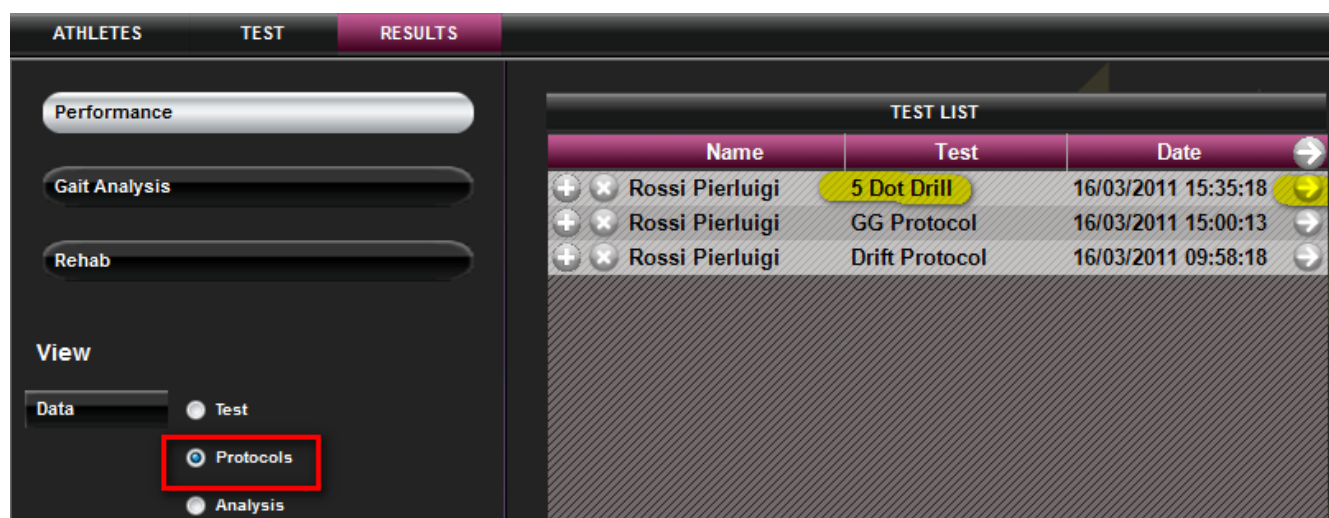 ATHLETES TEST RESULTS
Performance
Gait Analysis
Rehab
View
Data
Test
Protocols
Analysis
TEST LIST
Name Test Date
Rossi Pierluigi 5 Dot Drill 16/03/2011 15:35:18
Rossi Pierluigi GG Protocol 16/03/2011 15:00:13
Rossi Pierluigi Drift Protocol 16/03/2011 09:58:18